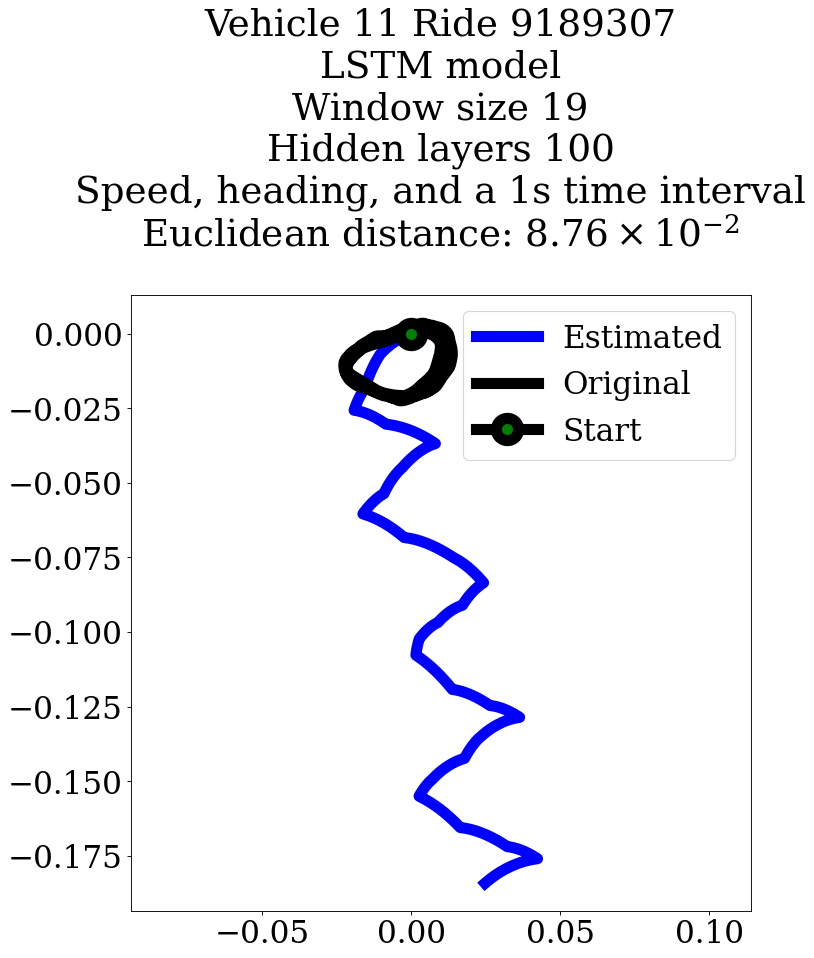 Vehicle 11 Ride 9189307
LSTM model
Window size 19
Hidden layers 100
Speed, heading, and a 1s time interval
Euclidean distance: 8.76 × 10⁻²
0.000
−0.025
−0.050
−0.075
−0.100
−0.125
−0.150
−0.175
Estimated
Original
Start
−0.05 0.00 0.05 0.10